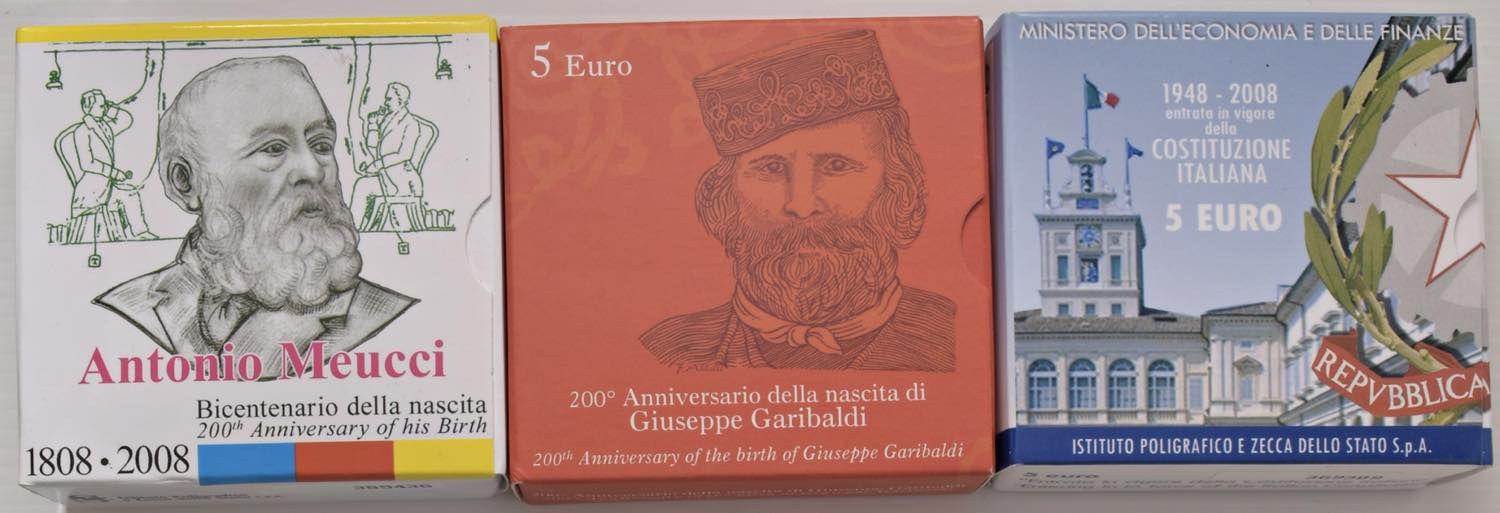 Antonio Meucci
Bicentenario della nascita
200th Anniversary of his Birth
1808 • 2008
5 Euro
200° Anniversario della nascita di
Giuseppe Garibaldi
200th Anniversary of the birth of Giuseppe Garibaldi
MINISTERO DELL'ECONOMIA E DELLE FINANZE
1948 - 2008
entrata in vigore
della
COSTITUZIONE
ITALIANA
5 EURO
REPVBBLICA
ISTITUTO POLIGRAFICO E ZECCA DELLO STATO S.p.A.
5 euro